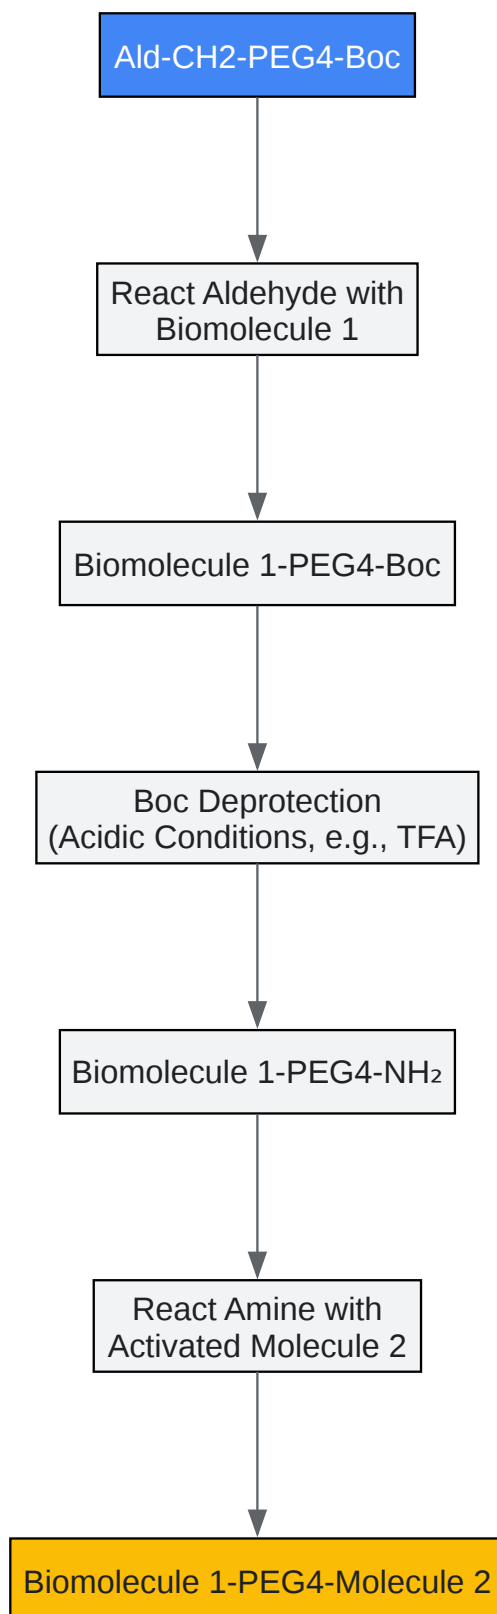 Ald-CH2-PEG4-Boc
React Aldehyde with
Biomolecule 1
Biomolecule 1-PEG4-Boc
Boc Deprotection
(Acidic Conditions, e.g., TFA)
Biomolecule 1-PEG4-NH₂
React Amine with
Activated Molecule 2
Biomolecule 1-PEG4-Molecule 2